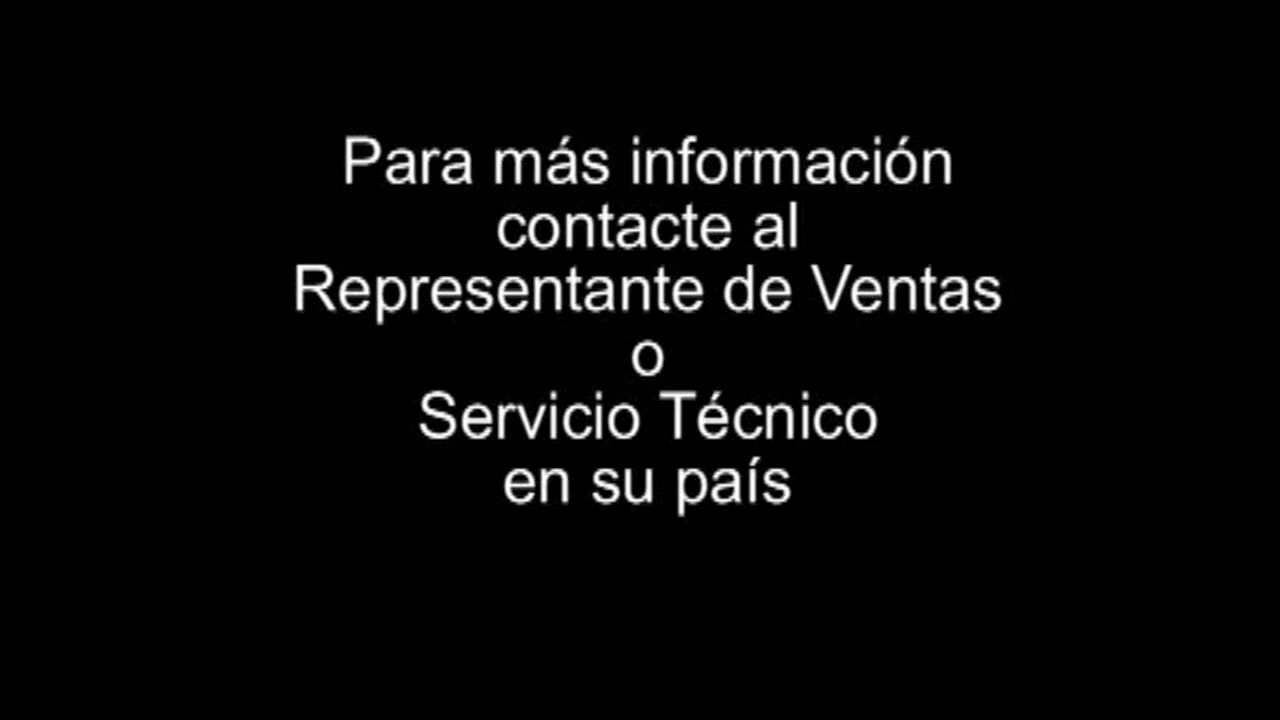 Para más información
contacte al
Representante de Ventas
o
Servicio Técnico
en su país